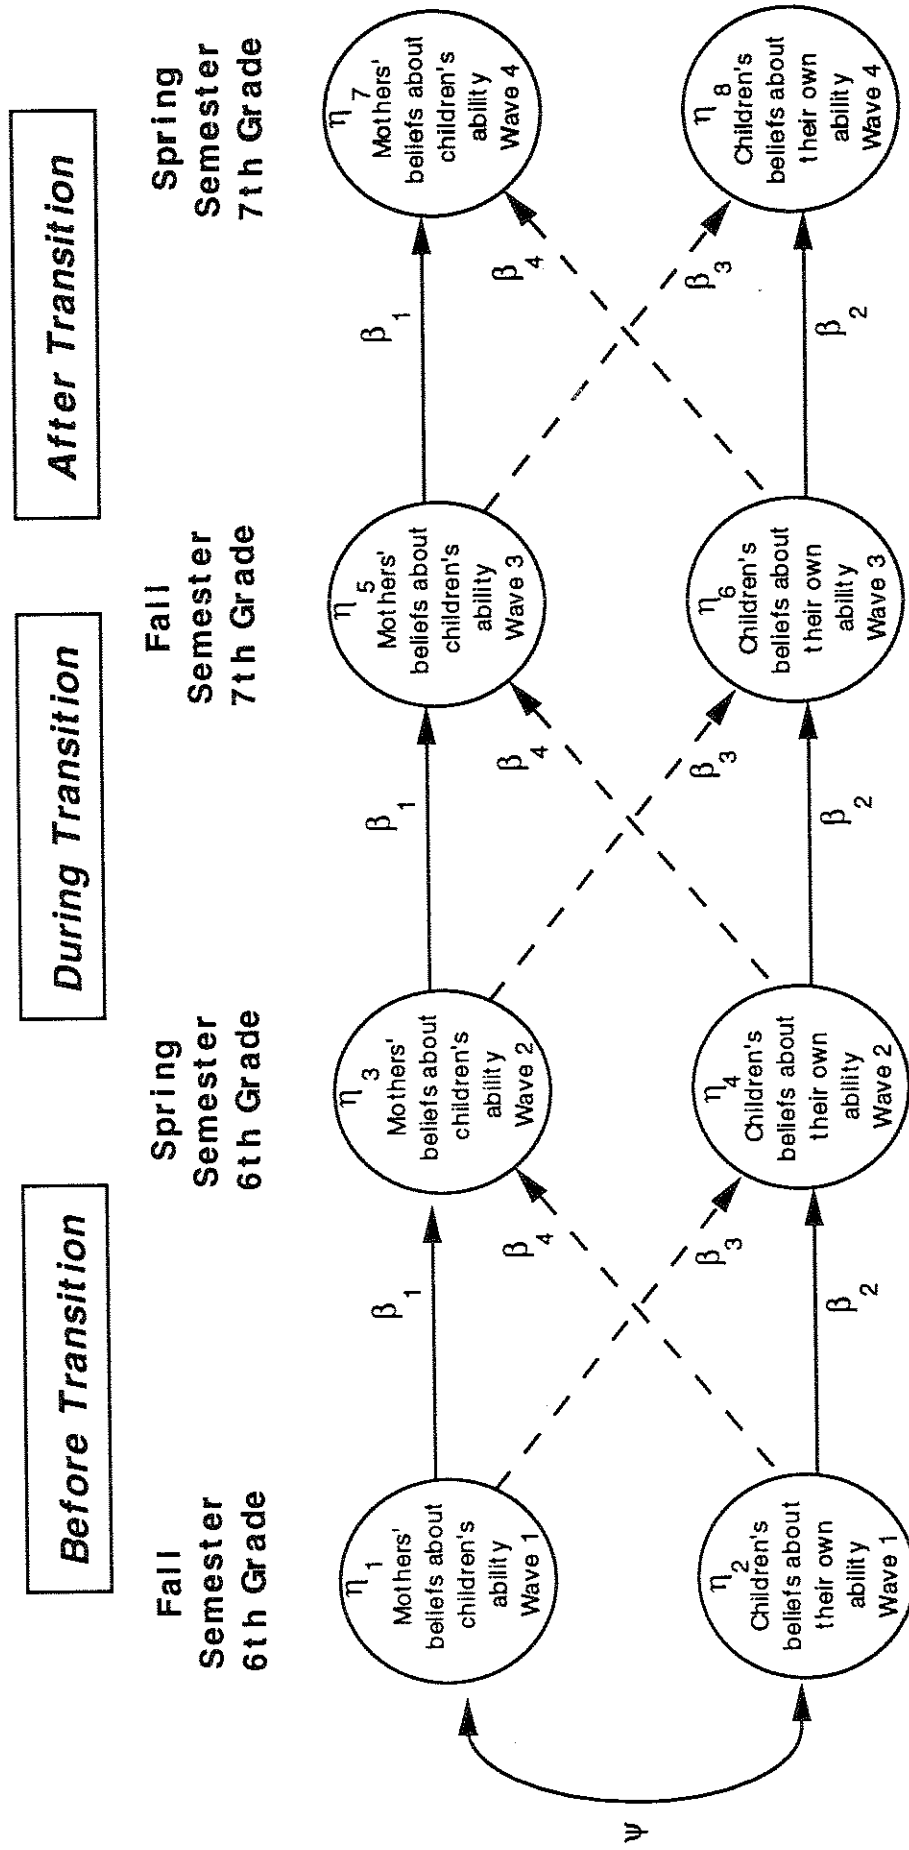 Before Transition
During Transition
After Transition
Fall
Semester
6th Grade
Spring
Semester
6th Grade
Fall
Semester
7th Grade
Spring
Semester
7th Grade
η1
Mothers'
beliefs about
children's
ability
Wave 1
β1
η3
Mothers'
beliefs about
children's
ability
Wave 2
β1
η5
Mothers'
beliefs about
children's
ability
Wave 3
β1
η7
Mothers'
beliefs about
children's
ability
Wave 4
β4
β4
β4
ψ
β3
β3
β3
η2
Children's
beliefs about
their own
ability
Wave 1
β2
η4
Children's
beliefs about
their own
ability
Wave 2
β2
η6
Children's
beliefs about
their own
ability
Wave 3
β2
η8
Children's
beliefs about
their own
ability
Wave 4